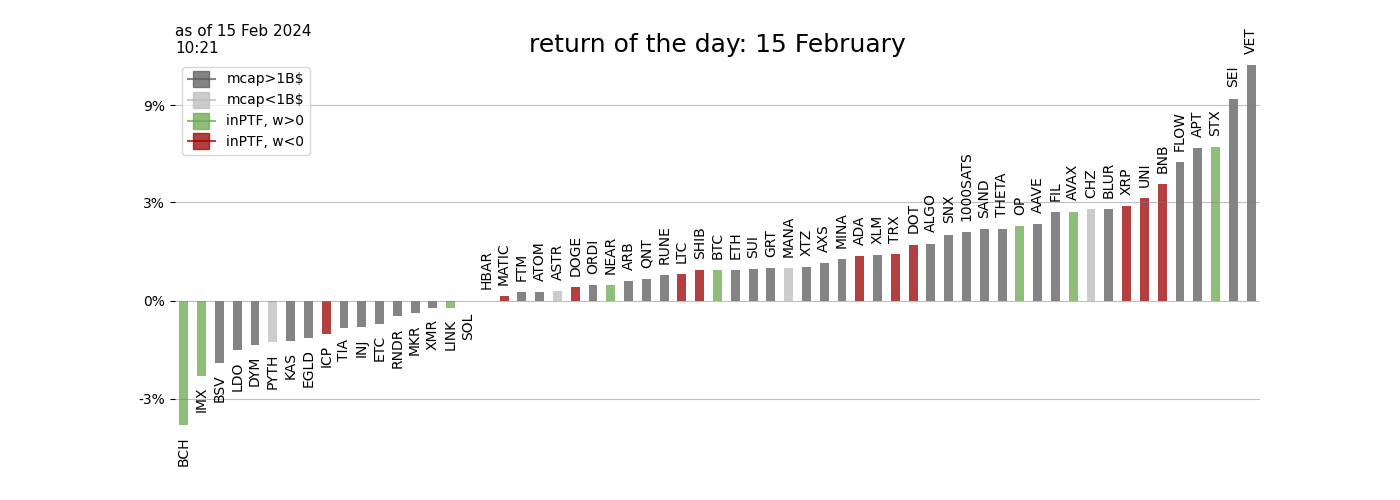 as of 15 Feb 2024
10:21
return of the day: 15 February
mcap>1B$
mcap<1B$
inPTF, w>0
inPTF, w<0
9%
3%
0%
-3%
BCH
IMX
BSV
LDO
DYM
PYTH
KAS
EGLD
ICP
TIA
INJ
ETC
RNDR
MKR
XMR
LINK
SOL
HBAR
MATIC
FTM
ATOM
ASTR
DOGE
ORDI
NEAR
ARB
QNT
RUNE
LTC
SHIB
BTC
ETH
SUI
GRT
MANA
XTZ
AXS
MINA
ADA
XLM
TRX
DOT
ALGO
SNX
1000SATS
SAND
THETA
OP
AAVE
FIL
AVAX
CHZ
BLUR
XRP
UNI
BNB
FLOW
APT
STX
SEI
VET